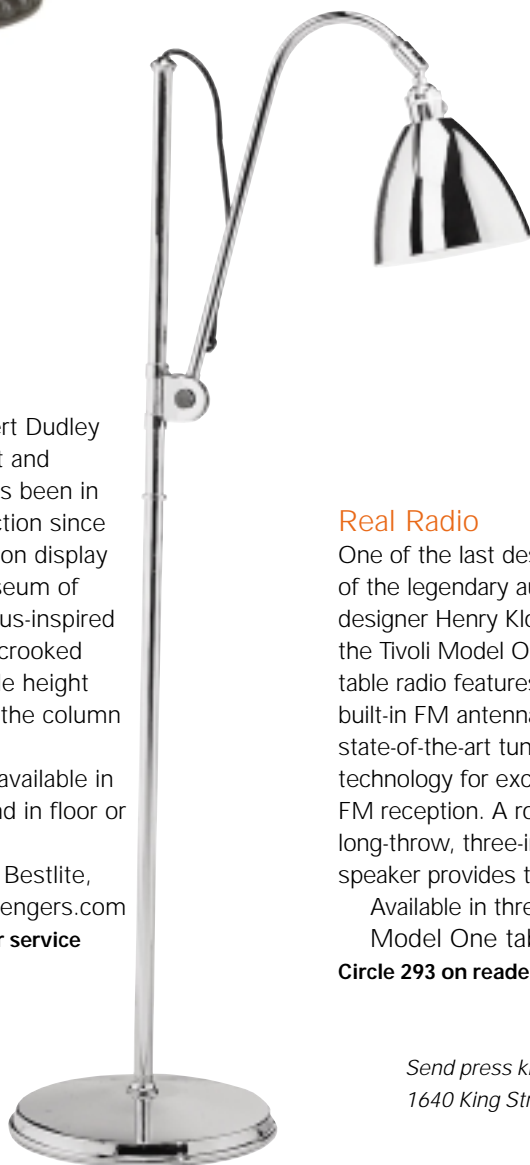 rt Dudley
t and
s been in
ction since
on display
seum of
us-inspired
crooked
le height
the column
available in
nd in floor or
Bestlite,
engers.com
r service
Real Radio
One of the last des
of the legendary au
designer Henry Klo
the Tivoli Model O
table radio features
built-in FM antenna
state-of-the-art tun
technology for exc
FM reception. A ro
long-throw, three-i
speaker provides t
Available in thre
Model One tab
Circle 293 on reade
Send press ki
1640 King Str